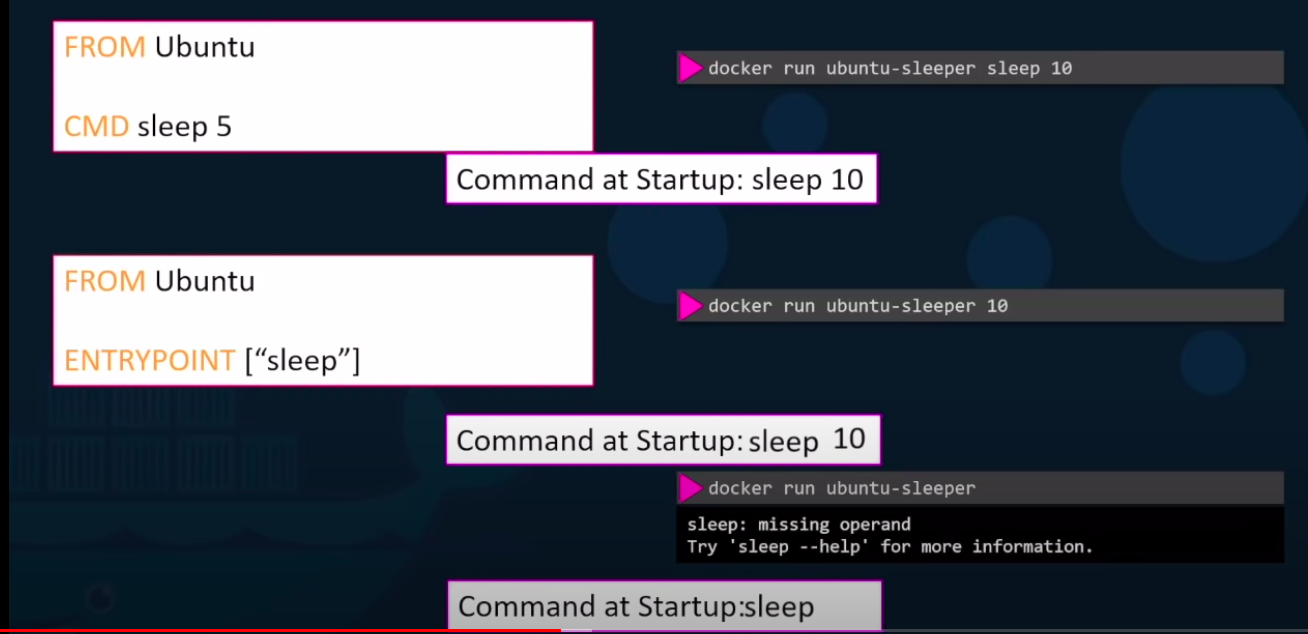 FROM Ubuntu
docker run ubuntu-sleeper sleep 10
CMD sleep 5
Command at Startup: sleep 10
FROM Ubuntu
docker run ubuntu-sleeper 10
ENTRYPOINT [“sleep”]
Command at Startup: sleep 10
docker run ubuntu-sleeper
sleep: missing operand
Try 'sleep --help' for more information.
Command at Startup:sleep